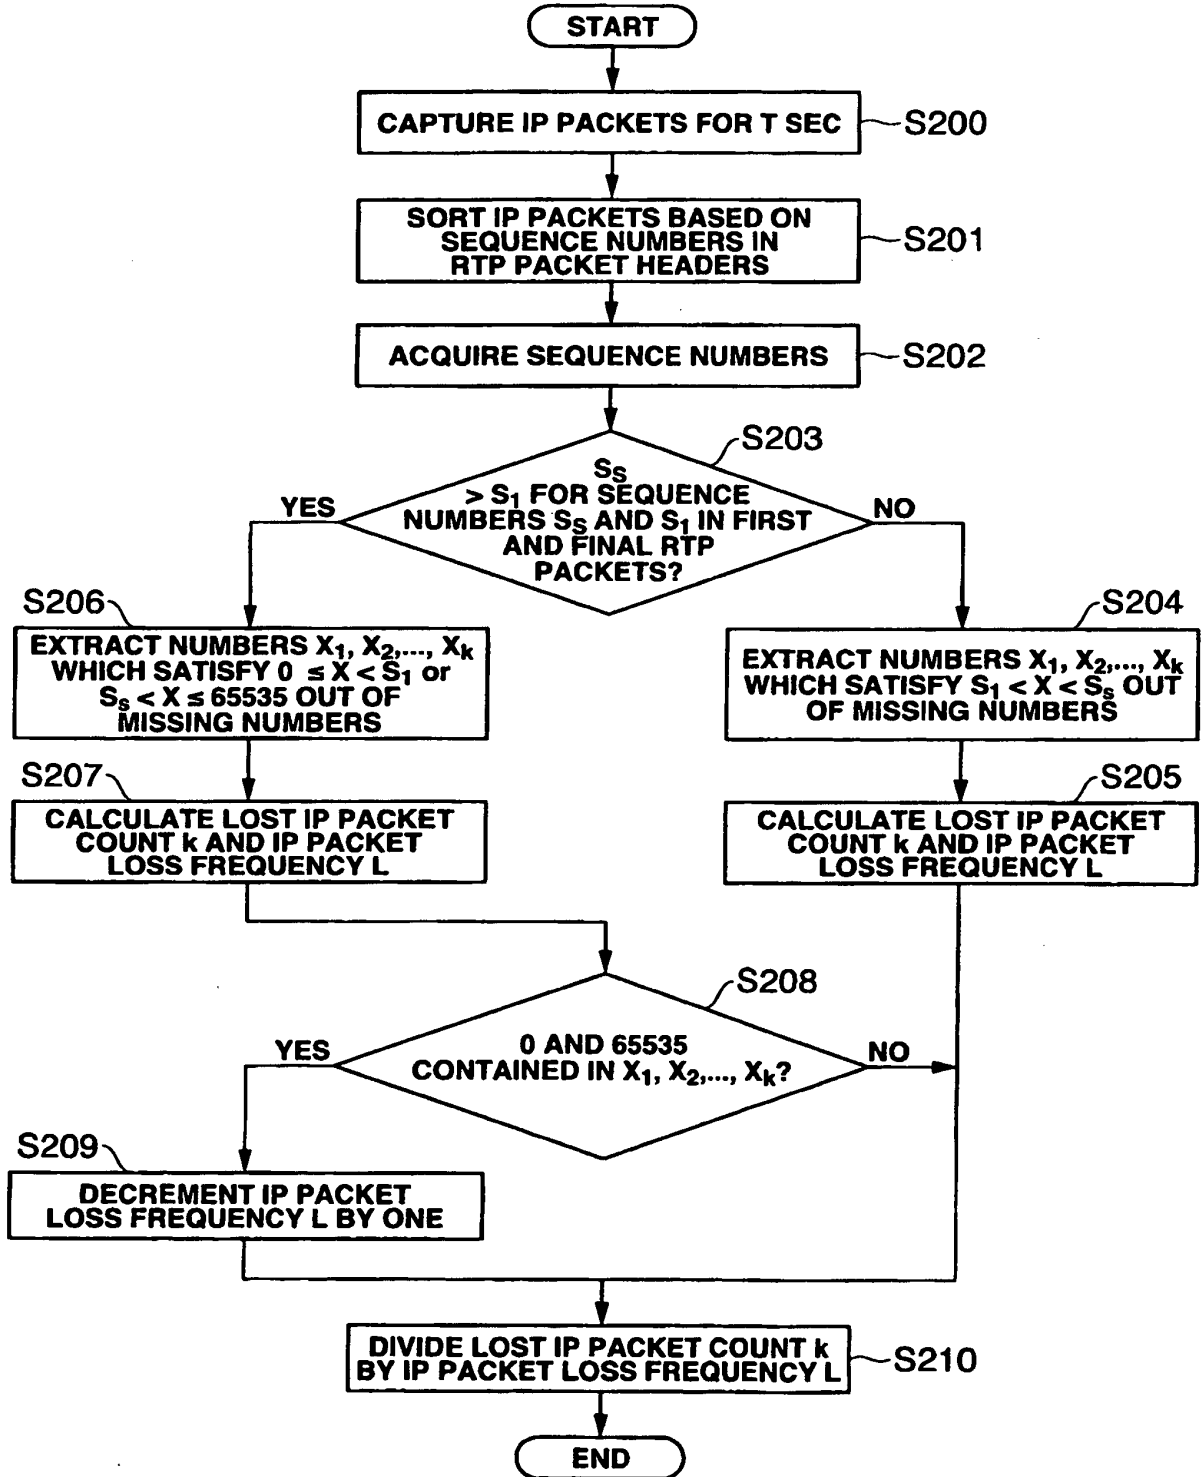 START
CAPTURE IP PACKETS FOR T SEC
S200
SORT IP PACKETS BASED ON
SEQUENCE NUMBERS IN
RTP PACKET HEADERS
S201
ACQUIRE SEQUENCE NUMBERS
S202
S203
SS
> S1 FOR SEQUENCE
NUMBERS SS AND S1 IN FIRST
AND FINAL RTP
PACKETS?
YES
NO
S206
EXTRACT NUMBERS X1, X2,..., Xk
WHICH SATISFY 0 ≤ X < S1 or
Ss < X ≤ 65535 OUT OF
MISSING NUMBERS
S204
EXTRACT NUMBERS X1, X2,..., Xk
WHICH SATISFY S1 < X < Ss OUT
OF MISSING NUMBERS
S207
CALCULATE LOST IP PACKET
COUNT k AND IP PACKET
LOSS FREQUENCY L
S205
CALCULATE LOST IP PACKET
COUNT k AND IP PACKET
LOSS FREQUENCY L
S208
0 AND 65535
CONTAINED IN X1, X2,..., Xk?
YES
NO
S209
DECREMENT IP PACKET
LOSS FREQUENCY L BY ONE
DIVIDE LOST IP PACKET COUNT k
BY IP PACKET LOSS FREQUENCY L
S210
END